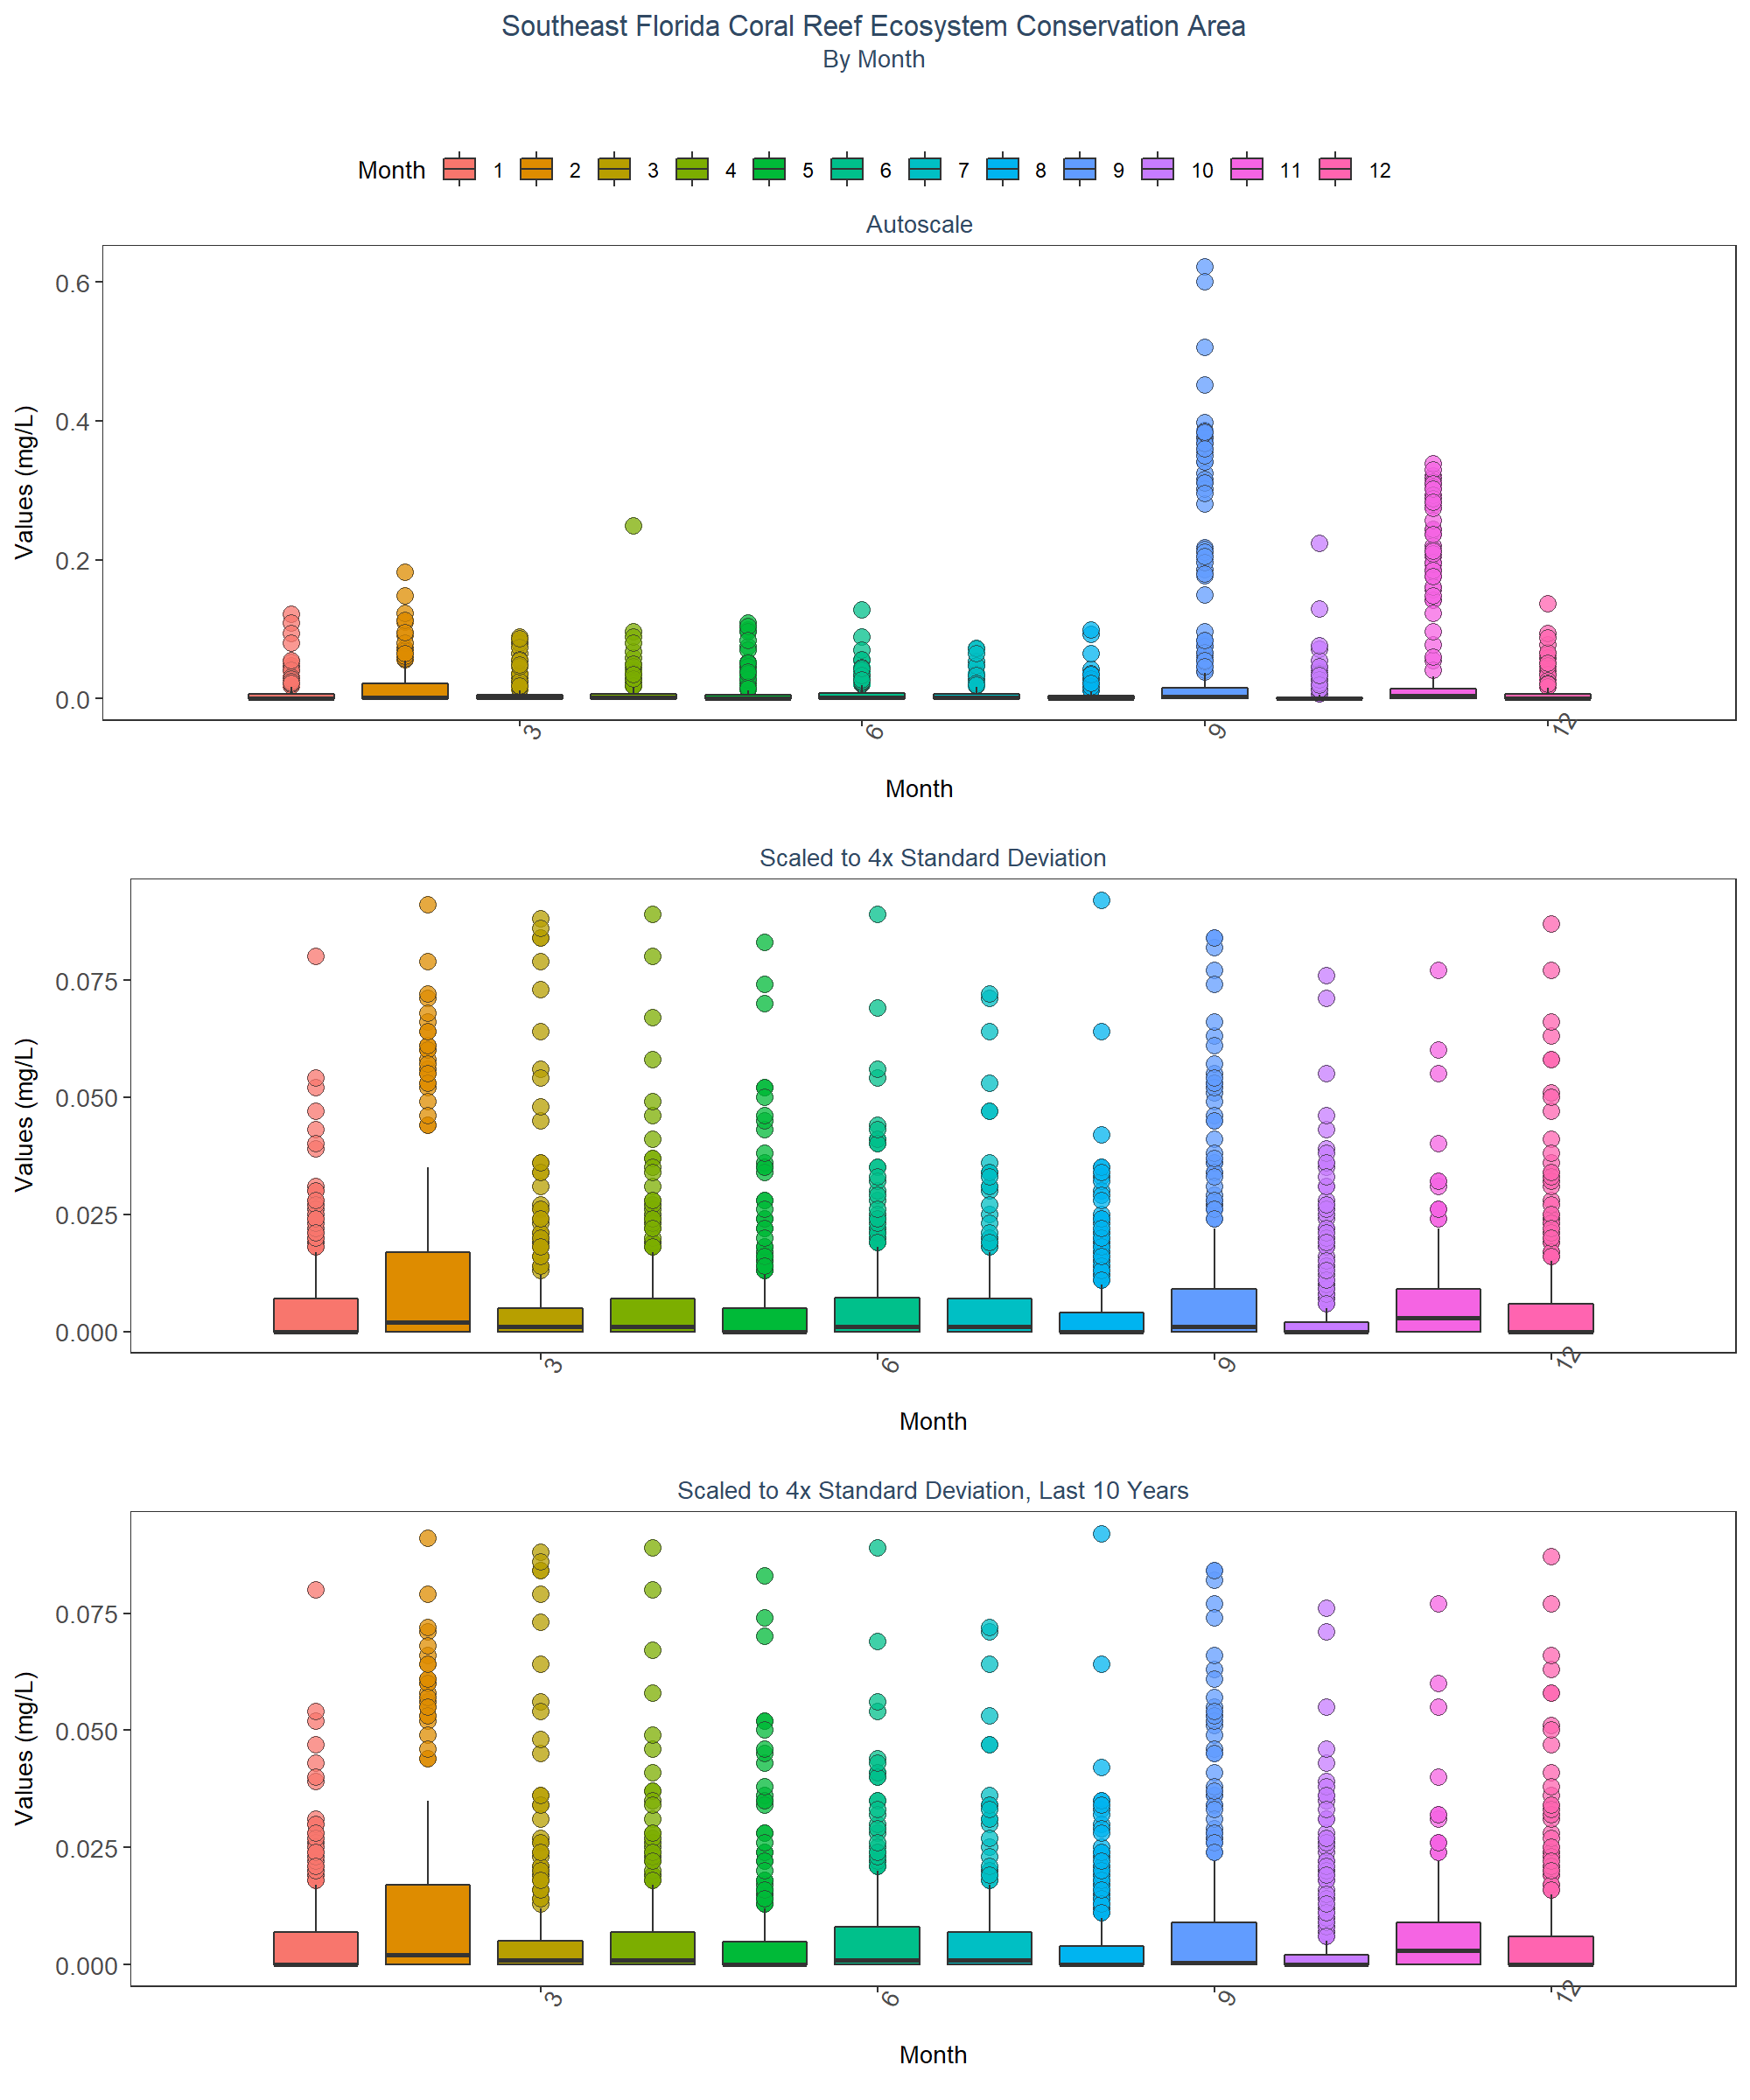 Southeast Florida Coral Reef Ecosystem Conservation Area
By Month
Month 1 2 3 4 5 6 7 8 9 10 11 12
Autoscale
Values (mg/L)
0.6
0.4
0.2
0.0
3 6 9 12
Month
Scaled to 4x Standard Deviation
Values (mg/L)
0.075
0.050
0.025
0.000
3 6 9 12
Month
Scaled to 4x Standard Deviation, Last 10 Years
Values (mg/L)
0.075
0.050
0.025
0.000
3 6 9 12
Month